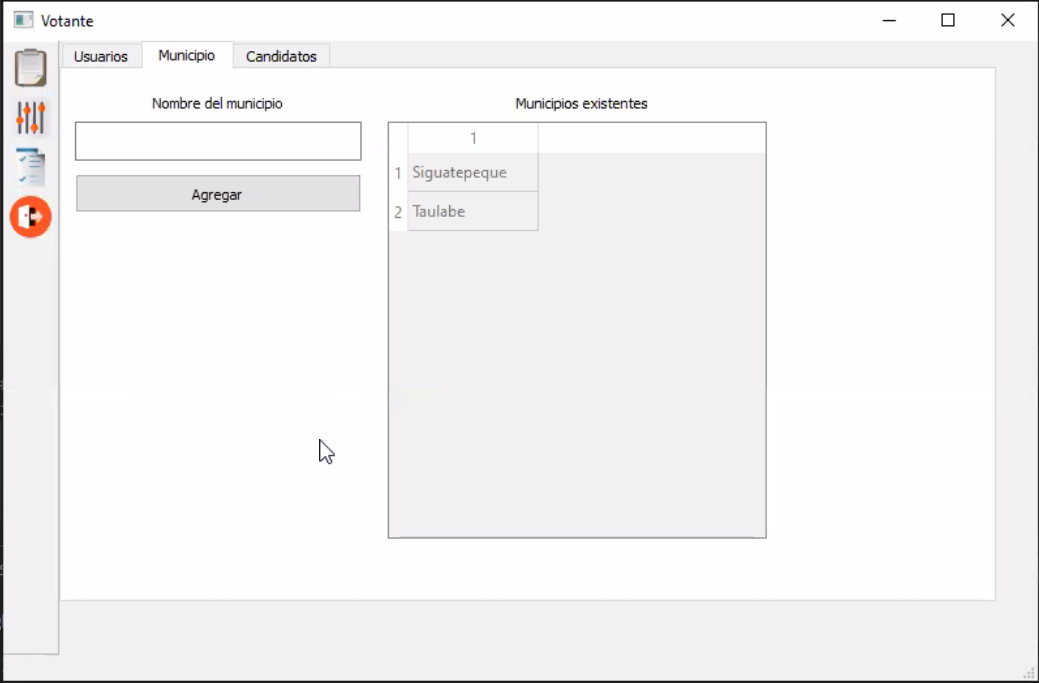 Votante
Usuarios Municipio Candidatos
Nombre del municipio
Municipios existentes
Agregar
1
1 Siguatepeque
2 Taulabe